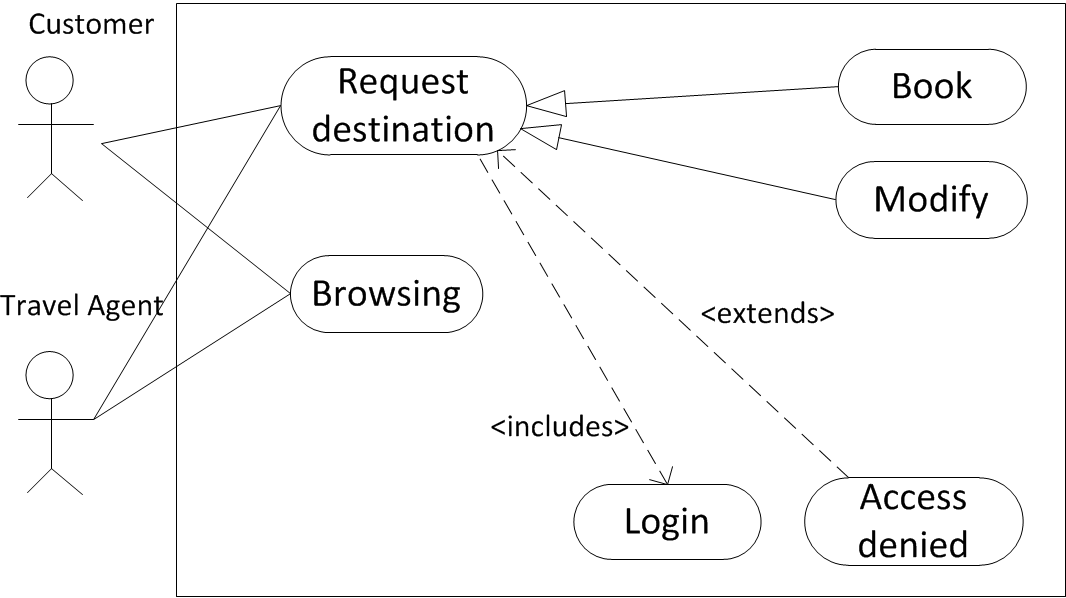 Customer
Request
destination
Book
Modify
Travel Agent
Browsing
<extends>
<includes>
Login
Access
denied